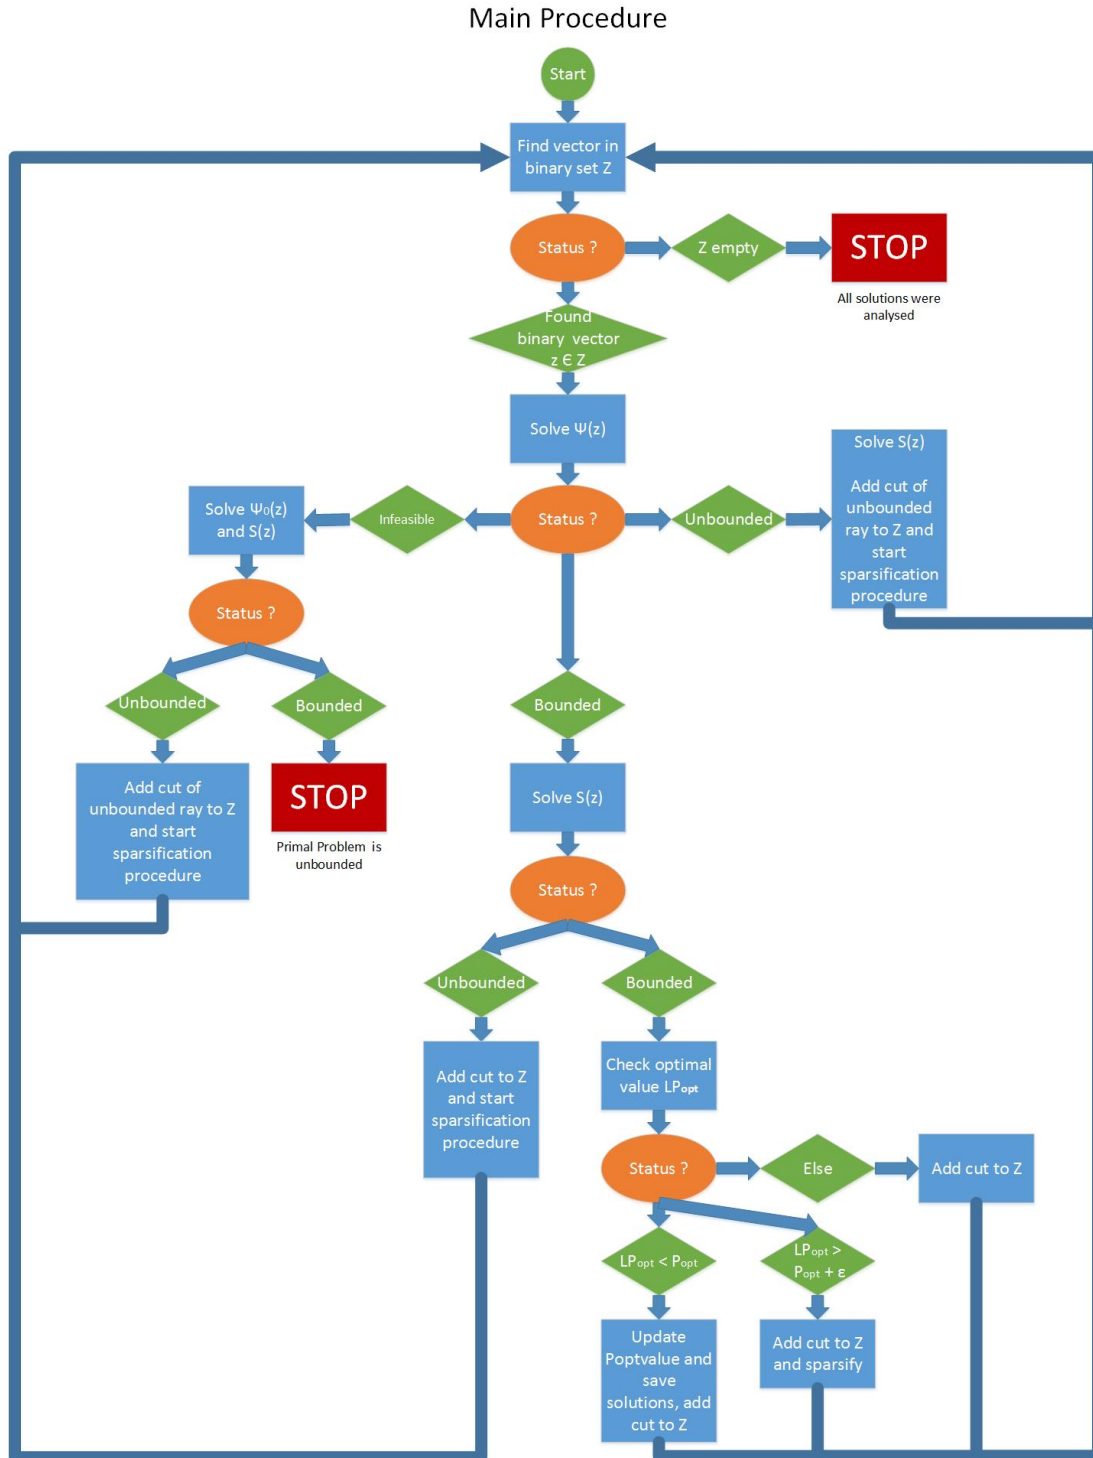 Main Procedure
Start
Find vector in
binary set Z
Status ?
Z empty
STOP
All solutions were
analysed
Found
binary vector
z ∈ Z
Solve Ψ(z)
Status ?
Infeasible
Unbounded
Solve S(z)
Add cut of
unbounded
ray to Z and
start
sparsification
procedure
Solve Ψ₀(z)
and S(z)
Status ?
Unbounded
Bounded
Add cut of
unbounded ray to Z
and start
sparsification
procedure
STOP
Primal Problem is
unbounded
Bounded
Solve S(z)
Status ?
Unbounded
Bounded
Add cut to Z
and start
sparsification
procedure
Check optimal
value LPopt
Status ?
Else
Add cut to Z
LPopt < Popt
LPopt >
Popt + ε
Update
Poptvalue and
save
solutions, add
cut to Z
Add cut to Z
and sparsify